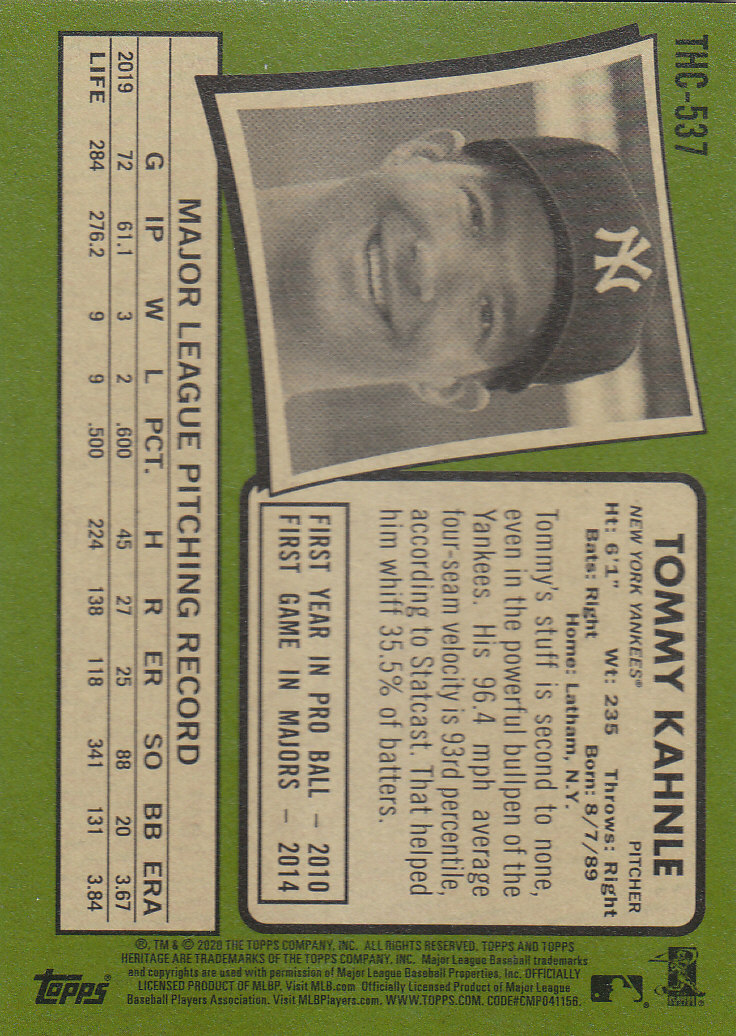 THC-537
NY
TOMMY KAHNLE
NEW YORK YANKEES® PITCHER
Ht: 6'1" Wt: 235 Throws: Right
Bats: Right Born: 8/7/89
Home: Latham, N.Y.
Tommy's stuff is second to none,
even in the powerful bullpen of the
Yankees. His 96.4 mph average
four-seam velocity is 93rd percentile,
according to Statcast. That helped
him whiff 35.5% of batters.
FIRST YEAR IN PRO BALL – 2010
FIRST GAME IN MAJORS – 2014
MAJOR LEAGUE PITCHING RECORD
G IP W L PCT. H R ER SO BB ERA
2019 72 61.1 3 2 .600 45 27 25 88 20 3.67
LIFE 284 276.2 9 9 .500 224 138 118 341 131 3.84
®, TM & © 2020 THE TOPPS COMPANY, INC. ALL RIGHTS RESERVED. TOPPS AND TOPPS
HERITAGE ARE TRADEMARKS OF THE TOPPS COMPANY, INC. Major League Baseball trademarks
and copyrights are used with permission of Major League Baseball Properties, Inc. OFFICIALLY
LICENSED PRODUCT OF MLBP. Visit MLB.com Officially Licensed Product of Major League
Baseball Players Association. Visit MLBPlayers.com. WWW.TOPPS.COM. CODE#CMP041156.
Topps®